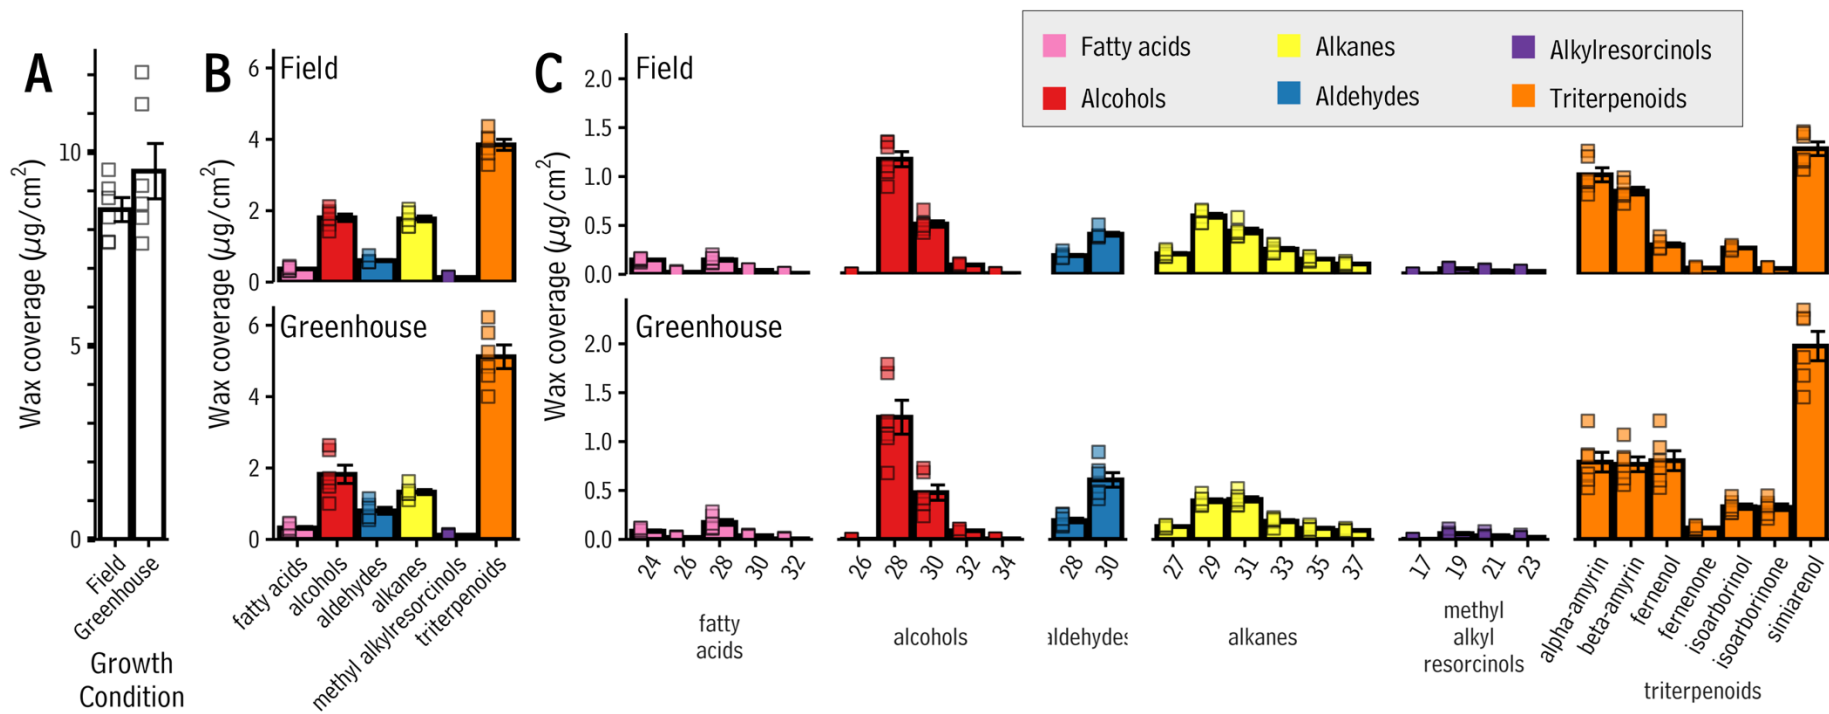 A
Wax coverage (µg/cm²)
10
5
0
Field
Greenhouse
Growth
Condition
B
Wax coverage (µg/cm²)
Field
6
4
2
0
Wax coverage (µg/cm²)
Greenhouse
6
4
2
0
fatty acids
alcohols
aldehydes
alkanes
methyl alkylresorcinols
triterpenoids
C
Wax coverage (µg/cm²)
Field
2.0
1.5
1.0
0.5
0.0
Greenhouse
2.0
1.5
1.0
0.5
0.0
Fatty acids
Alkanes
Alkylresorcinols
Alcohols
Aldehydes
Triterpenoids
24 26 28 30 32
fatty
acids
26 28 30 32 34
alcohols
28 30
aldehydes
27 29 31 33 35 37
alkanes
17 19 21 23
methyl
alkyl
resorcinols
alpha-amyrin
beta-amyrin
fernenol
fernenone
isoarborinol
isoarborinone
simiarenol
triterpenoids